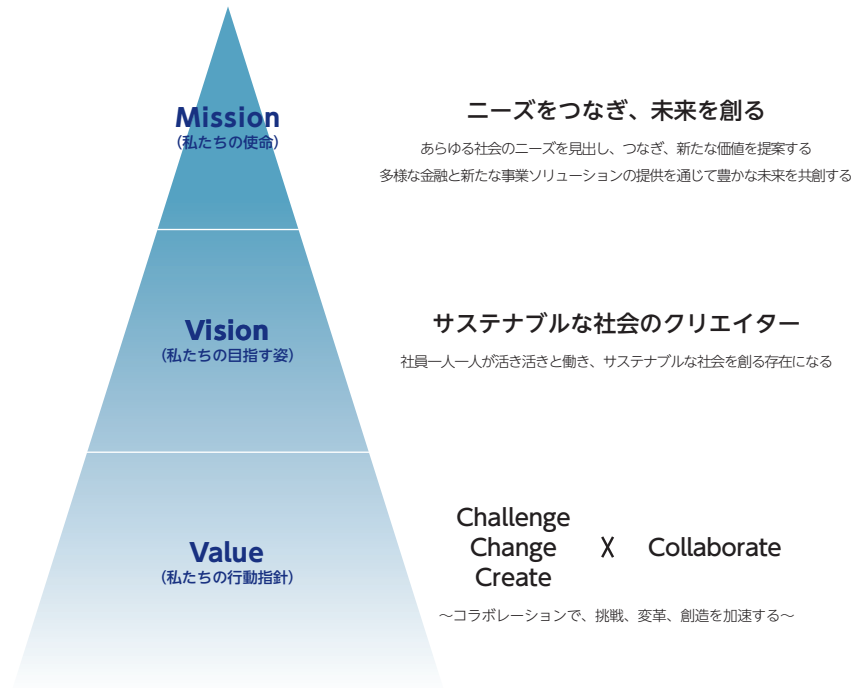 Mission
(私たちの使命)
ニーズをつなぎ、未来を創る
あらゆる社会のニーズを見出し、つなぎ、新たな価値を提案する
多様な金融と新たな事業ソリューションの提供を通じて豊かな未来を共創する
Vision
(私たちの目指す姿)
サステナブルな社会のクリエイター
社員一人一人が活き活きと働き、サステナブルな社会を創る存在になる
Value
(私たちの行動指針)
Challenge
Change X Collaborate
Create
〜コラボレーションで、挑戦、変革、創造を加速する〜